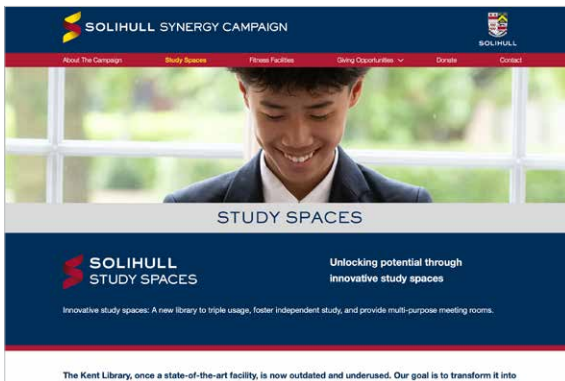 SOLIHULL SYNERGY CAMPAIGN
SOLIHULL
About The Campaign Study Spaces Fitness Facilities Giving Opportunities Donate Contact
STUDY SPACES
SOLIHULL
STUDY SPACES
Unlocking potential through
innovative study spaces
Innovative study spaces: A new library to triple usage, foster independent study, and provide multi-purpose meeting rooms.
The Kent Library, once a state-of-the-art facility, is now outdated and underused. Our goal is to transform it into